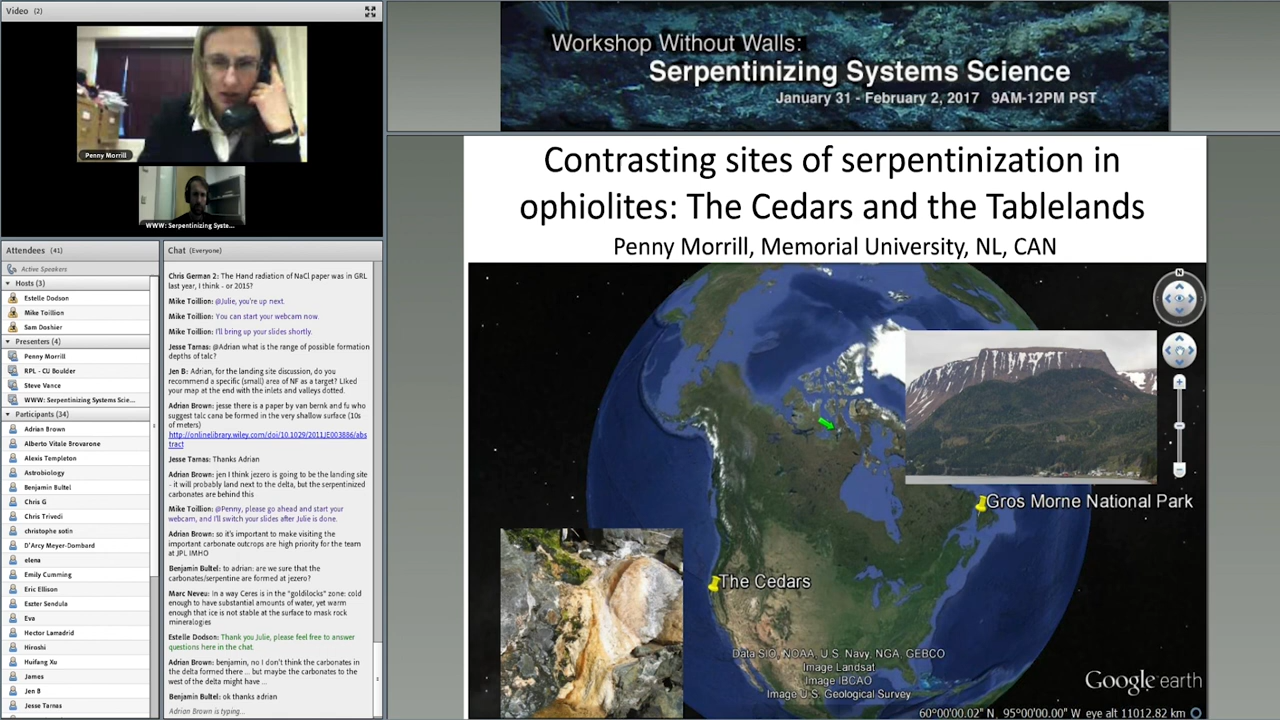 Video (2)
Penny Morrill
WWW: Serpentinizing Syste...
Attendees (41)
Active Speakers
Hosts (3)
Estelle Dodson
Mike Toillion
Sam Doshier
Presenters (4)
Penny Morrill
RPL - CU Boulder
Steve Vance
WWW: Serpentinizing Systems Scie...
Participants (34)
Adrian Brown
Alberto Vitale Brovarone
Alexis Templeton
Astrobiology
Benjamin Bultel
Chris G
Chris Trivedi
christophe sotin
D'Arcy Meyer-Dombard
elena
Emily Cumming
Eric Ellison
Eszter Sendula
Eva
Hector Lamadrid
Hiroshi
Huifang Xu
James
Jen B
Jesse Tarnas
Chat (Everyone)
Chris German 2: The Hand radiation of NaCl paper was in GRL
last year, I think - or 2015?
Mike Toillion: @Julie, you're up next.
Mike Toillion: You can start your webcam now.
Mike Toillion: I'll bring up your slides shortly.
Jesse Tarnas: @Adrian what is the range of possible formation
depths of talc?
Jen B: Adrian, for the landing site discussion, do you
recommend a specific (small) area of NF as a target? Liked
your map at the end with the inlets and valleys dotted.
Adrian Brown: jesse there is a paper by van bernk and fu who
suggest talc cana be formed in the very shallow surface (10s
of meters)
http://onlinelibrary.wiley.com/doi/10.1029/2011JE003886/abs
tract
Jesse Tarnas: Thanks Adrian
Adrian Brown: jen I think jezero is going to be the landing site
- it will probably land next to the delta, but the serpentinized
carbonates are behind this
Mike Toillion: @Penny, please go ahead and start your
webcam, and I'll switch your slides after Julie is done.
Adrian Brown: so it's important to make visiting the
important carbonate outcrops are high priority for the team
at JPL IMHO
Benjamin Bultel: to adrian: are we sure that the
carbonates/serpentine are formed at jezero?
Marc Neveu: In a way Ceres is in the "goldilocks" zone: cold
enough to have substantial amounts of water, yet warm
enough that ice is not stable at the surface to mask rock
mineralogies
Estelle Dodson: Thank you Julie, please feel free to answer
questions here in the chat.
Adrian Brown: benjamin, no I don't think the carbonates in
the delta formed there ... but maybe the carbonates to the
west of the delta might have ...
Benjamin Bultel: ok thanks adrian
Adrian Brown is typing...
Workshop Without Walls:
Serpentinizing Systems Science
January 31 - February 2, 2017 9AM-12PM PST
Contrasting sites of serpentinization in
ophiolites: The Cedars and the Tablelands
Penny Morrill, Memorial University, NL, CAN
N
Gros Morne National Park
The Cedars
Data SIO, NOAA, U.S. Navy, NGA, GEBCO
Image Landsat
Image IBCAO
Image U.S. Geological Survey
Google earth
60°00'00.02" N, 95°00'00.00" W eye alt 11012.82 km